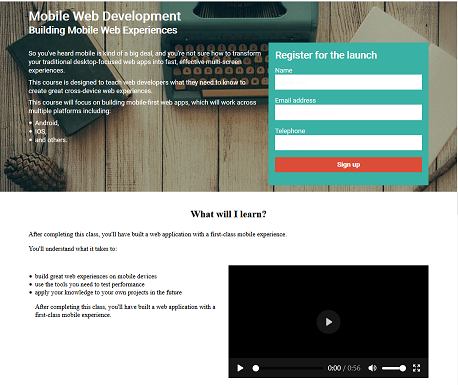 Mobile Web Development
Building Mobile Web Experiences
So you've heard mobile is kind of a big deal, and you're not sure how to transform
your traditional desktop-focused web apps into fast, effective multi-screen
experiences.
This course is designed to teach web developers what they need to know to
create great cross-device web experiences.
This course will focus on building mobile-first web apps, which will work across
multiple platforms including:
• Android,
• iOS,
• and others.
Register for the launch
Name
Email address
Telephone
Sign up
What will I learn?
After completing this class, you'll have built a web application with a first-class mobile experience.
You'll understand what it taken to:
• build great web experiences on mobile devices
• use the tools you need to test performance
• apply your knowledge to your own projects in the future
After completing this class, you'll have built a web application with a
first-class mobile experience.
0:00 / 0:56